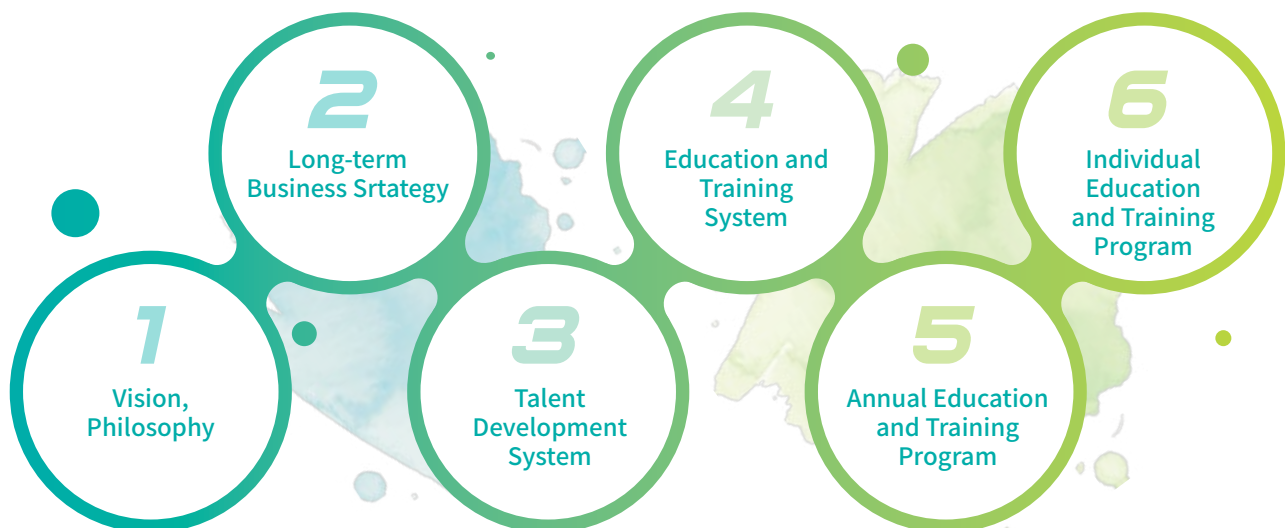 1
Vision,
Philosophy
2
Long-term
Business Srtategy
3
Talent
Development
System
4
Education and
Training
System
5
Annual Education
and Training
Program
6
Individual
Education
and Training
Program